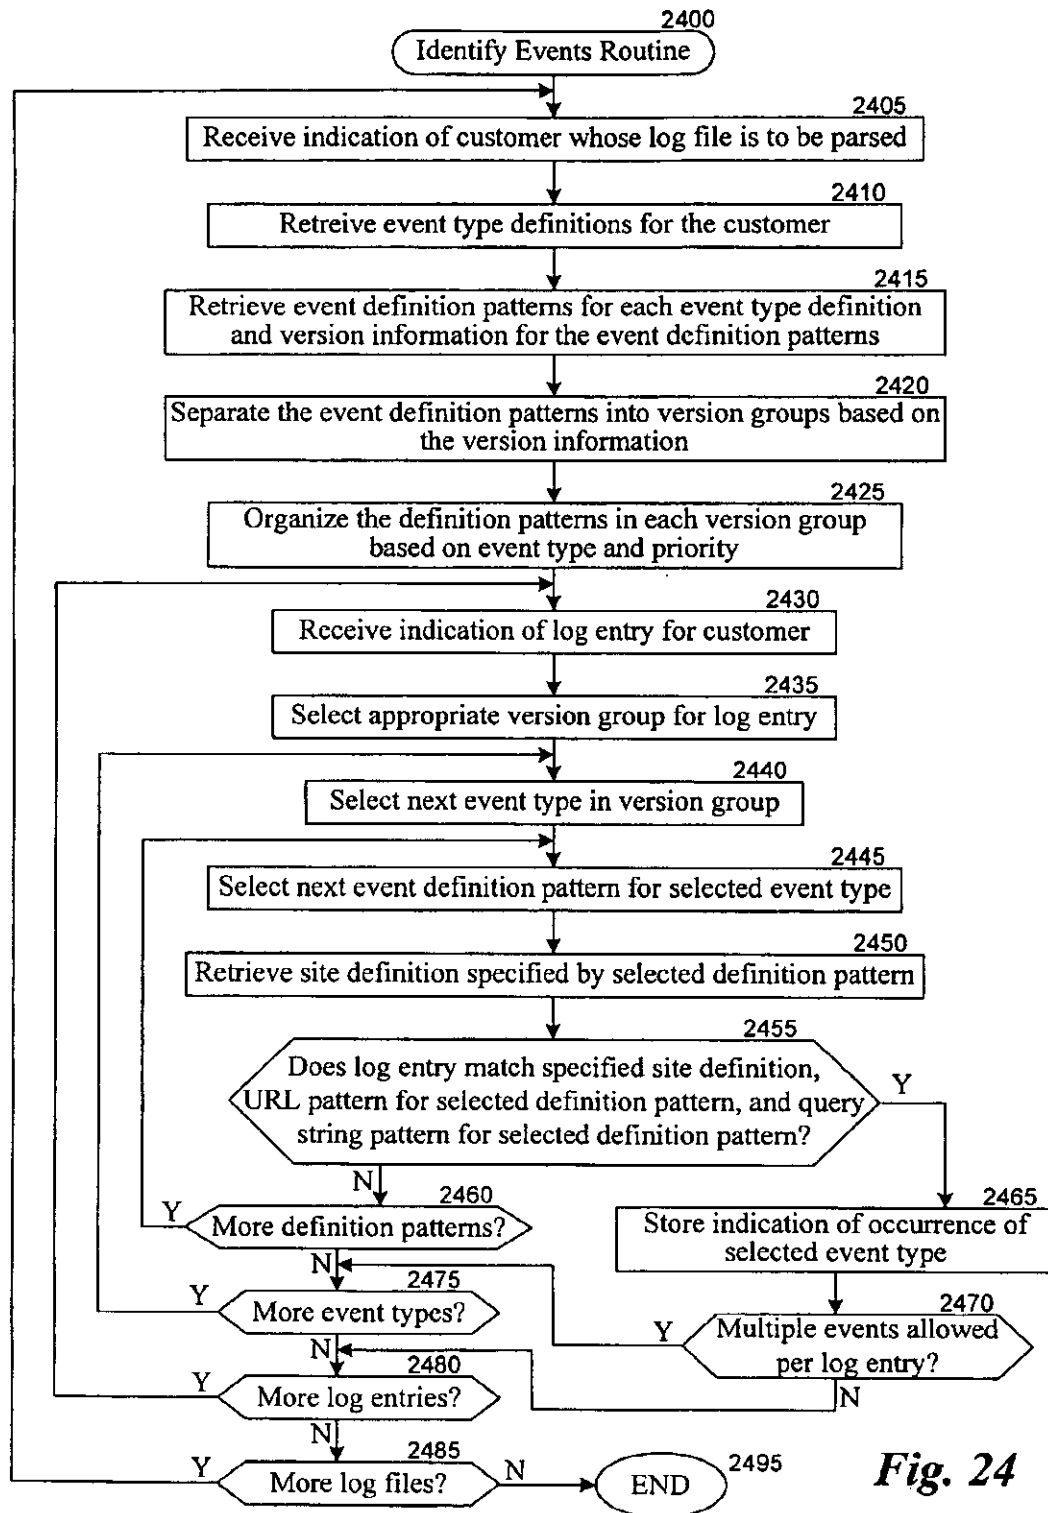 2400
Identify Events Routine
2405
Receive indication of customer whose log file is to be parsed
2410
Retreive event type definitions for the customer
2415
Retrieve event definition patterns for each event type definition
and version information for the event definition patterns
2420
Separate the event definition patterns into version groups based on
the version information
2425
Organize the definition patterns in each version group
based on event type and priority
2430
Receive indication of log entry for customer
2435
Select appropriate version group for log entry
2440
Select next event type in version group
2445
Select next event definition pattern for selected event type
2450
Retrieve site definition specified by selected definition pattern
2455
Does log entry match specified site definition,
URL pattern for selected definition pattern, and query
string pattern for selected definition pattern?
Y
N
2460
More definition patterns?
Y
2465
Store indication of occurrence of
selected event type
N
2475
More event types?
Y
2470
Multiple events allowed
per log entry?
Y
N
N
2480
More log entries?
Y
N
2485
More log files?
Y
N
END
2495
Fig. 24